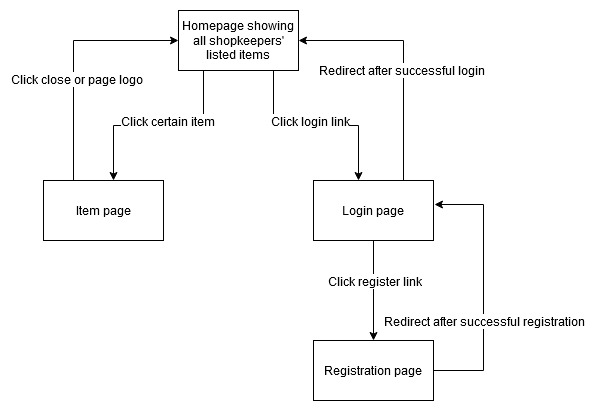 Homepage showing
all shopkeepers'
listed items
Redirect after successful login
Click close or page logo
Click certain item
Click login link
Item page
Login page
Click register link
Redirect after successful registration
Registration page